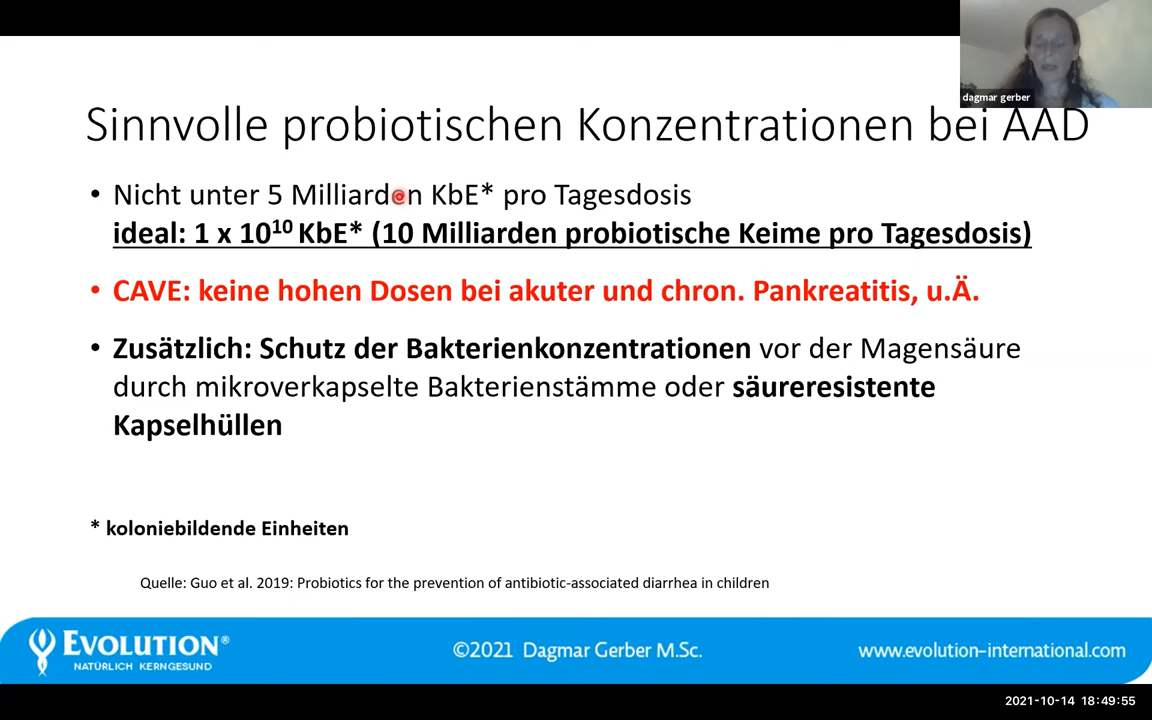 dagmar gerber
Sinnvolle probiotischen Konzentrationen bei AAD
• Nicht unter 5 Milliarden KbE* pro Tagesdosis
ideal: 1 x 10¹⁰ KbE* (10 Milliarden probiotische Keime pro Tagesdosis)
• CAVE: keine hohen Dosen bei akuter und chron. Pankreatitis, u.Ä.
• Zusätzlich: Schutz der Bakterienkonzentrationen vor der Magensäure
durch mikroverkapselte Bakterienstämme oder säureresistente
Kapselhüllen
* koloniebildende Einheiten
Quelle: Guo et al. 2019: Probiotics for the prevention of antibiotic-associated diarrhea in children
EVOLUTION®
NATÜRLICH KERNGESUND
©2021 Dagmar Gerber M.Sc.
www.evolution-international.com
2021-10-14 18:49:55